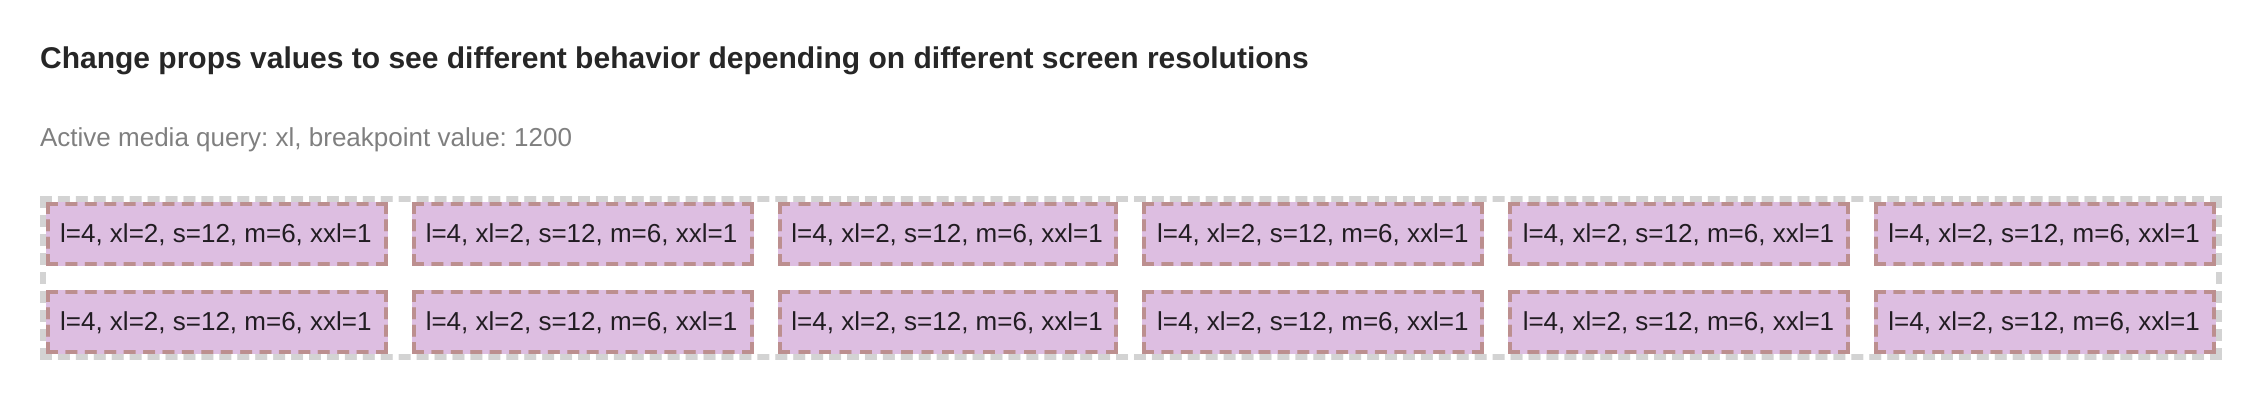 Change props values to see different behavior depending on different screen resolutions
Active media query: xl, breakpoint value: 1200
l=4, xl=2, s=12, m=6, xxl=1 l=4, xl=2, s=12, m=6, xxl=1 l=4, xl=2, s=12, m=6, xxl=1 l=4, xl=2, s=12, m=6, xxl=1 l=4, xl=2, s=12, m=6, xxl=1 l=4, xl=2, s=12, m=6, xxl=1
l=4, xl=2, s=12, m=6, xxl=1 l=4, xl=2, s=12, m=6, xxl=1 l=4, xl=2, s=12, m=6, xxl=1 l=4, xl=2, s=12, m=6, xxl=1 l=4, xl=2, s=12, m=6, xxl=1 l=4, xl=2, s=12, m=6, xxl=1